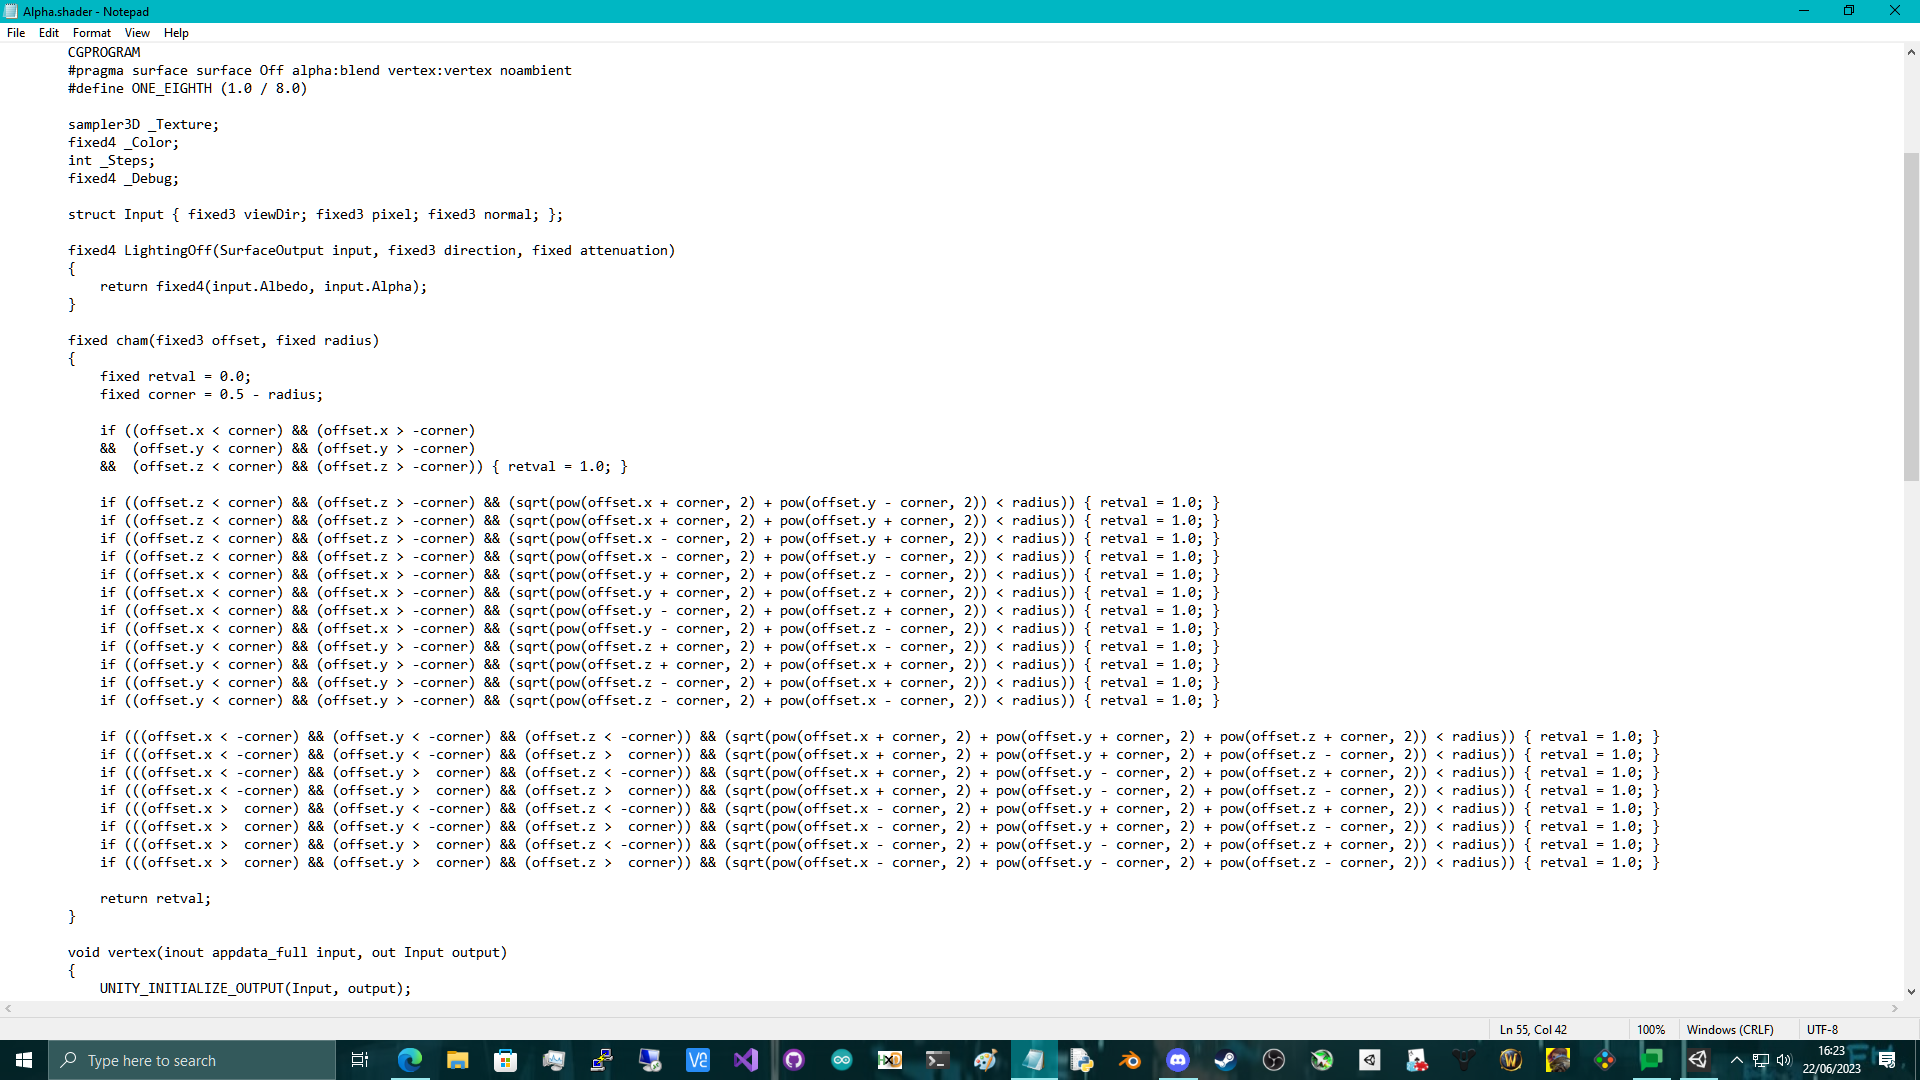 Alpha.shader - Notepad
File Edit Format View Help
CGPROGRAM
#pragma surface surface Off alpha:blend vertex:vertex noambient
#define ONE_EIGHTH (1.0 / 8.0)
sampler3D _Texture;
fixed4 _Color;
int _Steps;
fixed4 _Debug;
struct Input { fixed3 viewDir; fixed3 pixel; fixed3 normal; };
fixed4 LightingOff(SurfaceOutput input, fixed3 direction, fixed attenuation)
{
return fixed4(input.Albedo, input.Alpha);
}
fixed cham(fixed3 offset, fixed radius)
{
fixed retval = 0.0;
fixed corner = 0.5 - radius;
if ((offset.x < corner) && (offset.x > -corner)
&&  (offset.y < corner) && (offset.y > -corner)
&&  (offset.z < corner) && (offset.z > -corner)) { retval = 1.0; }
if ((offset.z < corner) && (offset.z > -corner) && (sqrt(pow(offset.x + corner, 2) + pow(offset.y - corner, 2)) < radius)) { retval = 1.0; }
if ((offset.z < corner) && (offset.z > -corner) && (sqrt(pow(offset.x + corner, 2) + pow(offset.y + corner, 2)) < radius)) { retval = 1.0; }
if ((offset.z < corner) && (offset.z > -corner) && (sqrt(pow(offset.x - corner, 2) + pow(offset.y + corner, 2)) < radius)) { retval = 1.0; }
if ((offset.z < corner) && (offset.z > -corner) && (sqrt(pow(offset.x - corner, 2) + pow(offset.y - corner, 2)) < radius)) { retval = 1.0; }
if ((offset.x < corner) && (offset.x > -corner) && (sqrt(pow(offset.y + corner, 2) + pow(offset.z - corner, 2)) < radius)) { retval = 1.0; }
if ((offset.x < corner) && (offset.x > -corner) && (sqrt(pow(offset.y + corner, 2) + pow(offset.z + corner, 2)) < radius)) { retval = 1.0; }
if ((offset.x < corner) && (offset.x > -corner) && (sqrt(pow(offset.y - corner, 2) + pow(offset.z + corner, 2)) < radius)) { retval = 1.0; }
if ((offset.x < corner) && (offset.x > -corner) && (sqrt(pow(offset.y - corner, 2) + pow(offset.z - corner, 2)) < radius)) { retval = 1.0; }
if ((offset.y < corner) && (offset.y > -corner) && (sqrt(pow(offset.z + corner, 2) + pow(offset.x - corner, 2)) < radius)) { retval = 1.0; }
if ((offset.y < corner) && (offset.y > -corner) && (sqrt(pow(offset.z + corner, 2) + pow(offset.x + corner, 2)) < radius)) { retval = 1.0; }
if ((offset.y < corner) && (offset.y > -corner) && (sqrt(pow(offset.z - corner, 2) + pow(offset.x + corner, 2)) < radius)) { retval = 1.0; }
if ((offset.y < corner) && (offset.y > -corner) && (sqrt(pow(offset.z - corner, 2) + pow(offset.x - corner, 2)) < radius)) { retval = 1.0; }
if (((offset.x < -corner) && (offset.y < -corner) && (offset.z < -corner)) && (sqrt(pow(offset.x + corner, 2) + pow(offset.y + corner, 2) + pow(offset.z + corner, 2)) < radius)) { retval = 1.0; }
if (((offset.x < -corner) && (offset.y < -corner) && (offset.z >  corner)) && (sqrt(pow(offset.x + corner, 2) + pow(offset.y + corner, 2) + pow(offset.z - corner, 2)) < radius)) { retval = 1.0; }
if (((offset.x < -corner) && (offset.y >  corner) && (offset.z < -corner)) && (sqrt(pow(offset.x + corner, 2) + pow(offset.y - corner, 2) + pow(offset.z + corner, 2)) < radius)) { retval = 1.0; }
if (((offset.x < -corner) && (offset.y >  corner) && (offset.z >  corner)) && (sqrt(pow(offset.x + corner, 2) + pow(offset.y - corner, 2) + pow(offset.z - corner, 2)) < radius)) { retval = 1.0; }
if (((offset.x >  corner) && (offset.y < -corner) && (offset.z < -corner)) && (sqrt(pow(offset.x - corner, 2) + pow(offset.y + corner, 2) + pow(offset.z + corner, 2)) < radius)) { retval = 1.0; }
if (((offset.x >  corner) && (offset.y < -corner) && (offset.z >  corner)) && (sqrt(pow(offset.x - corner, 2) + pow(offset.y + corner, 2) + pow(offset.z - corner, 2)) < radius)) { retval = 1.0; }
if (((offset.x >  corner) && (offset.y >  corner) && (offset.z < -corner)) && (sqrt(pow(offset.x - corner, 2) + pow(offset.y - corner, 2) + pow(offset.z + corner, 2)) < radius)) { retval = 1.0; }
if (((offset.x >  corner) && (offset.y >  corner) && (offset.z >  corner)) && (sqrt(pow(offset.x - corner, 2) + pow(offset.y - corner, 2) + pow(offset.z - corner, 2)) < radius)) { retval = 1.0; }
return retval;
}
void vertex(inout appdata_full input, out Input output)
{
UNITY_INITIALIZE_OUTPUT(Input, output);
Ln 55, Col 42 100% Windows (CRLF) UTF-8
Type here to search
16:23
22/06/2023